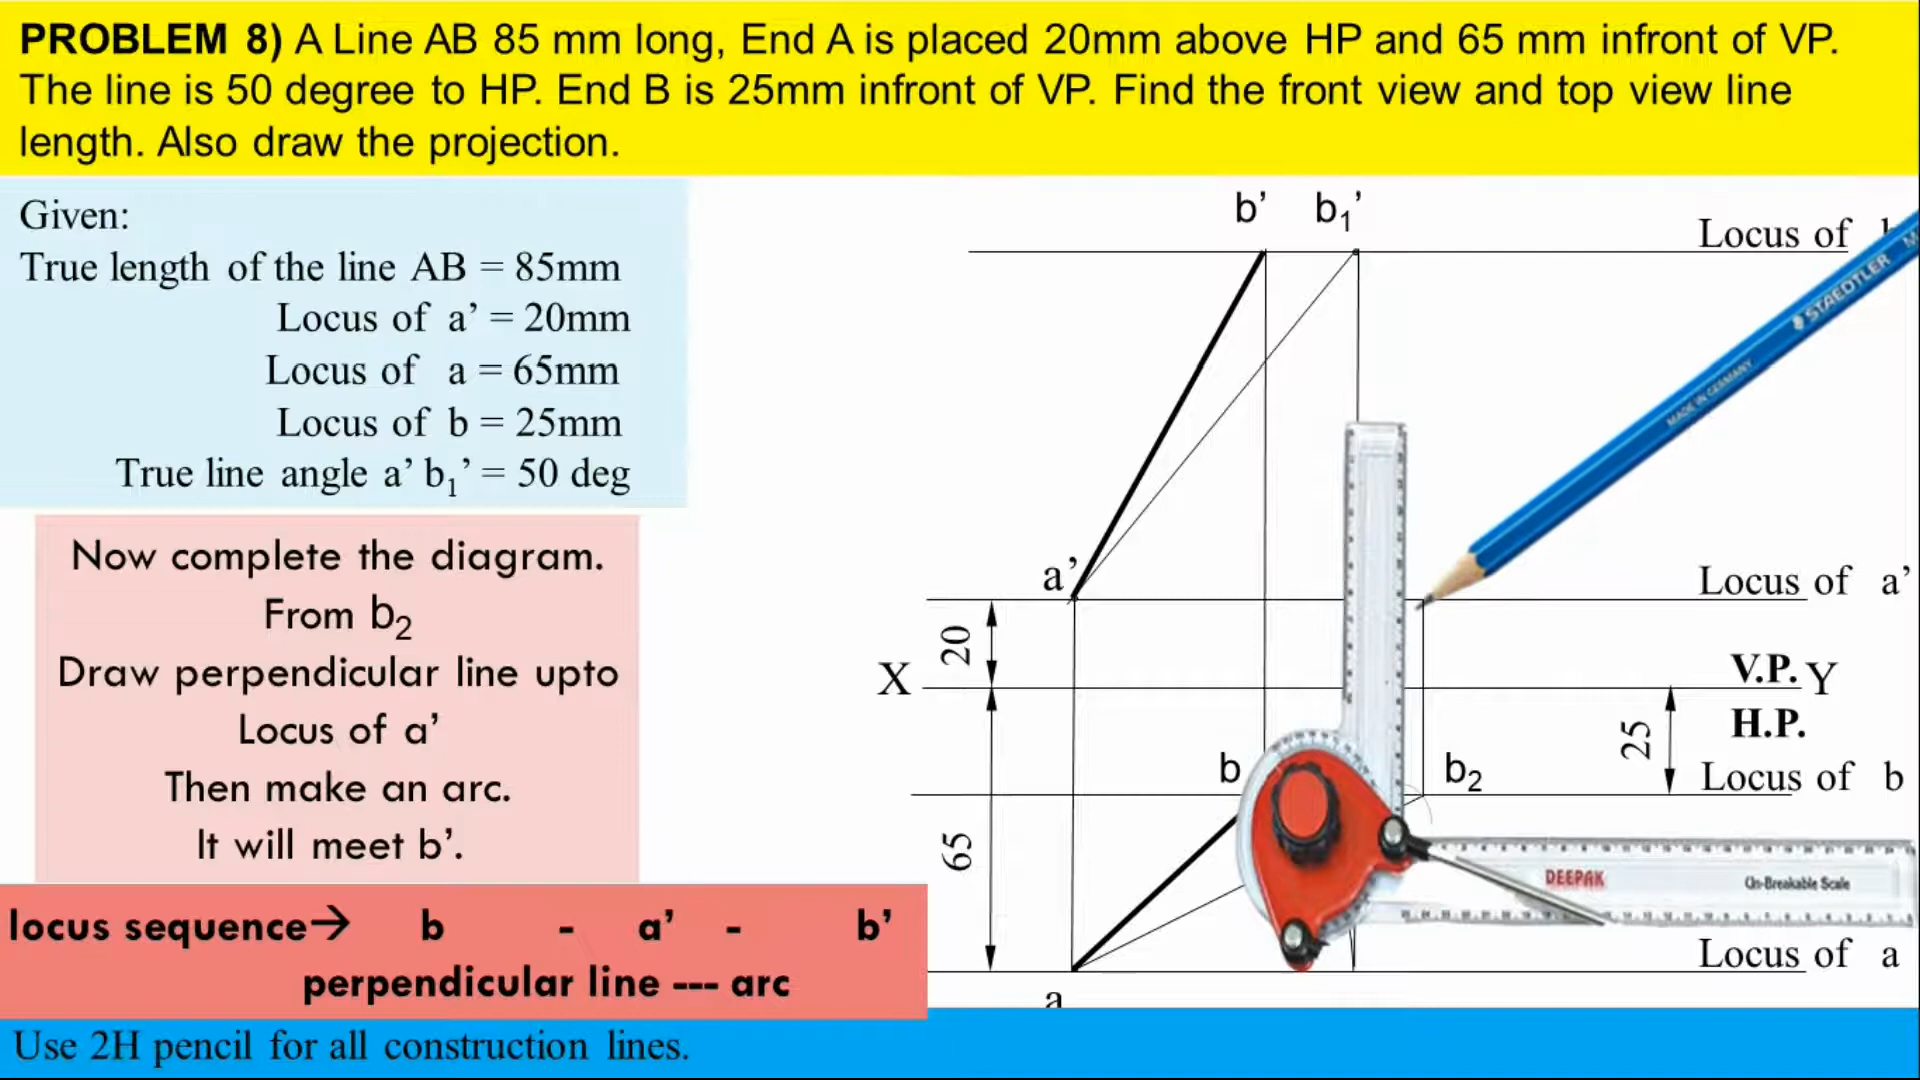 PROBLEM 8) A Line AB 85 mm long, End A is placed 20mm above HP and 65 mm infront of VP.
The line is 50 degree to HP. End B is 25mm infront of VP. Find the front view and top view line
length. Also draw the projection.
Given:
True length of the line AB = 85mm
Locus of a’ = 20mm
Locus of a = 65mm
Locus of b = 25mm
True line angle a’ b₁’ = 50 deg
Now complete the diagram.
From b₂
Draw perpendicular line upto
Locus of a’
Then make an arc.
It will meet b’.
locus sequence→ b - a’ - b’
perpendicular line --- arc
Use 2H pencil for all construction lines.
b’ b₁’
Locus of
STAEDTLER
MADE IN GERMANY
a’
Locus of a’
20
X
V.P. Y
H.P.
25
b
b₂
Locus of b
65
DEEPAK
Un-Breakable Scale
Locus of a
a